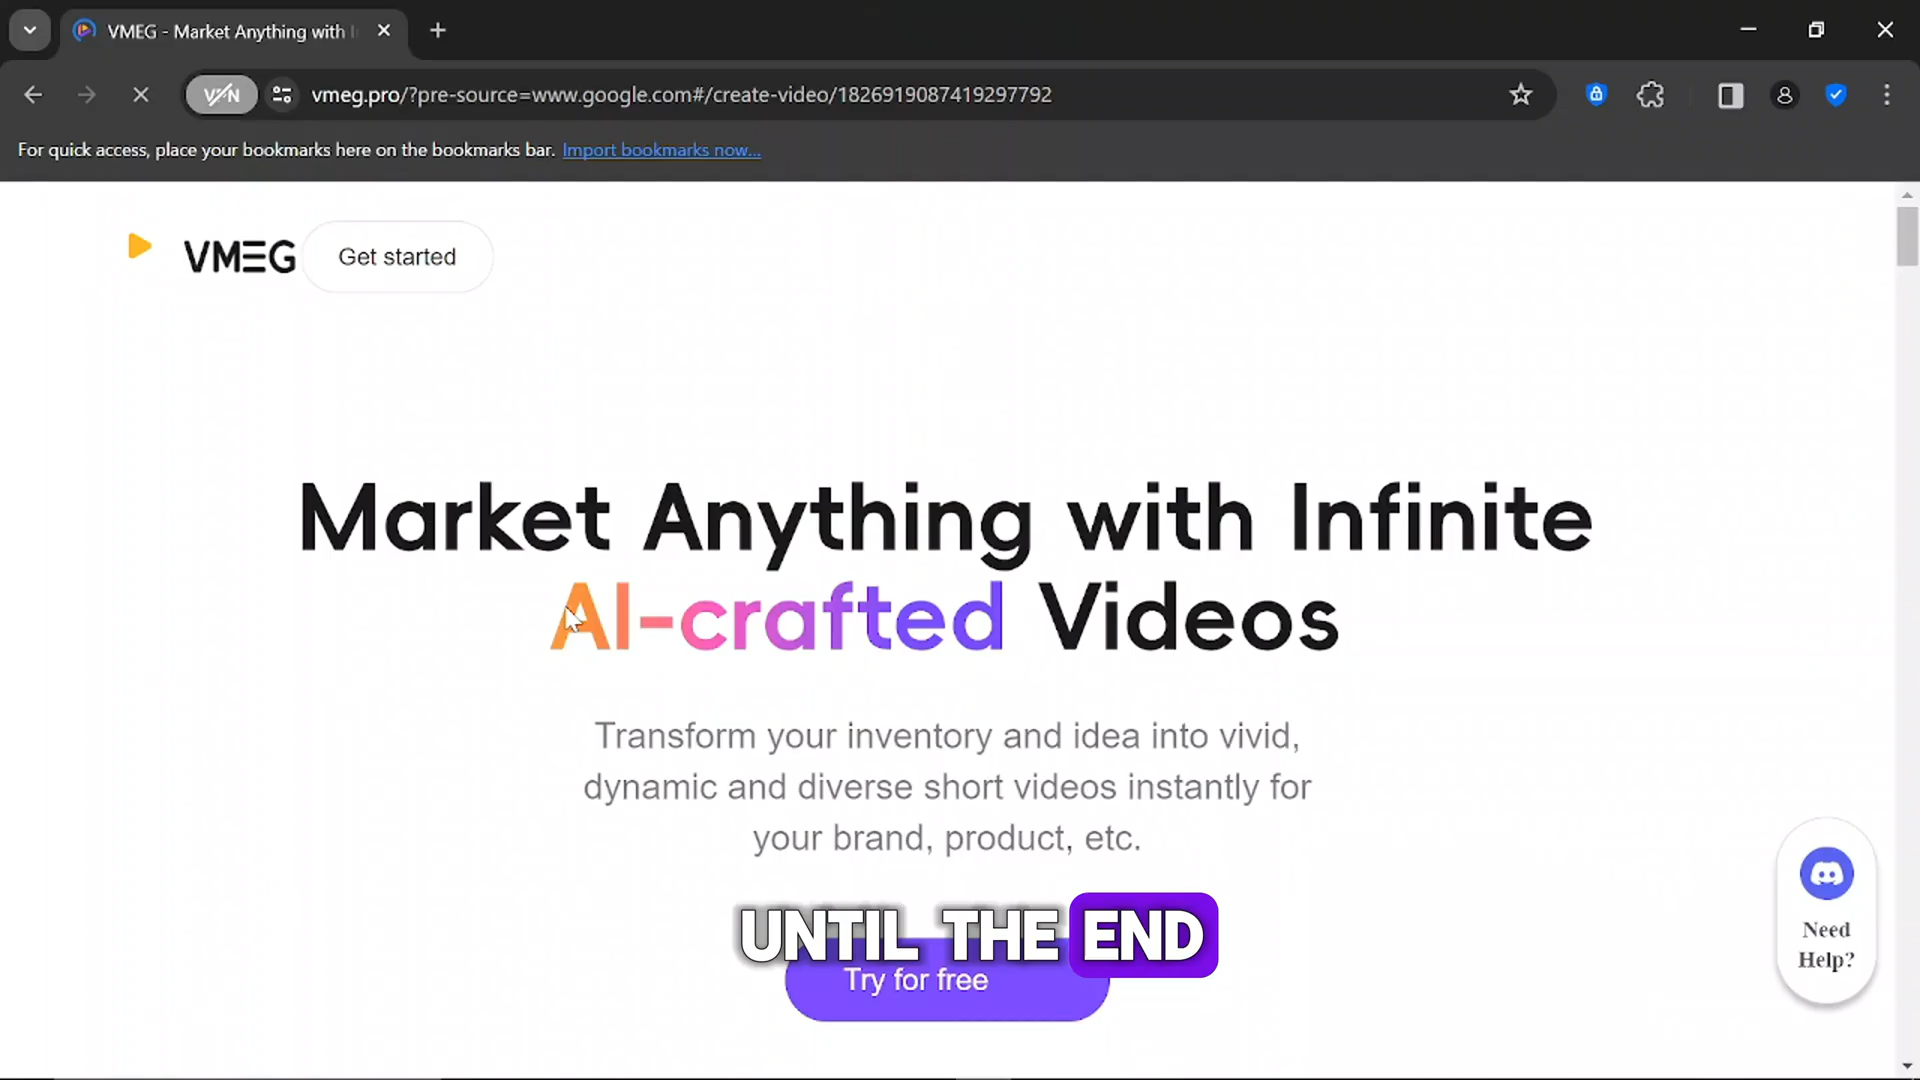 VMEG - Market Anything with I
VPN
vmeg.pro/?pre-source=www.google.com#/create-video/1826919087419297792
For quick access, place your bookmarks here on the bookmarks bar. Import bookmarks now...
VMEG
Get started
Market Anything with Infinite
AI-crafted Videos
Transform your inventory and idea into vivid,
dynamic and diverse short videos instantly for
your brand, product, etc.
UNTIL THE END
Try for free
Need
Help?